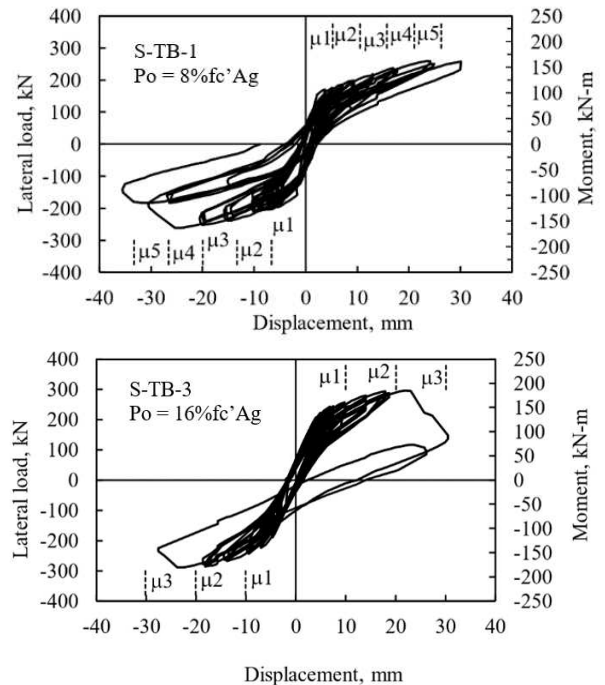 400
300
200
100
0
-100
-200
-300
-400
Lateral load, kN
S-TB-1
Po = 8%fc’Ag
μ1
μ2
μ3
μ4
μ5
μ5
μ4
μ3
μ2
μ1
250
200
150
100
50
0
-50
-100
-150
-200
-250
Moment, kN-m
-40 -30 -20 -10 0 10 20 30 40
Displacement, mm
400
300
200
100
0
-100
-200
-300
-400
Lateral load, kN
S-TB-3
Po = 16%fc’Ag
μ1 μ2 μ3
μ3 μ2 μ1
250
200
150
100
50
0
-50
-100
-150
-200
-250
Moment, kN-m
-40 -30 -20 -10 0 10 20 30 40
Displacement, mm